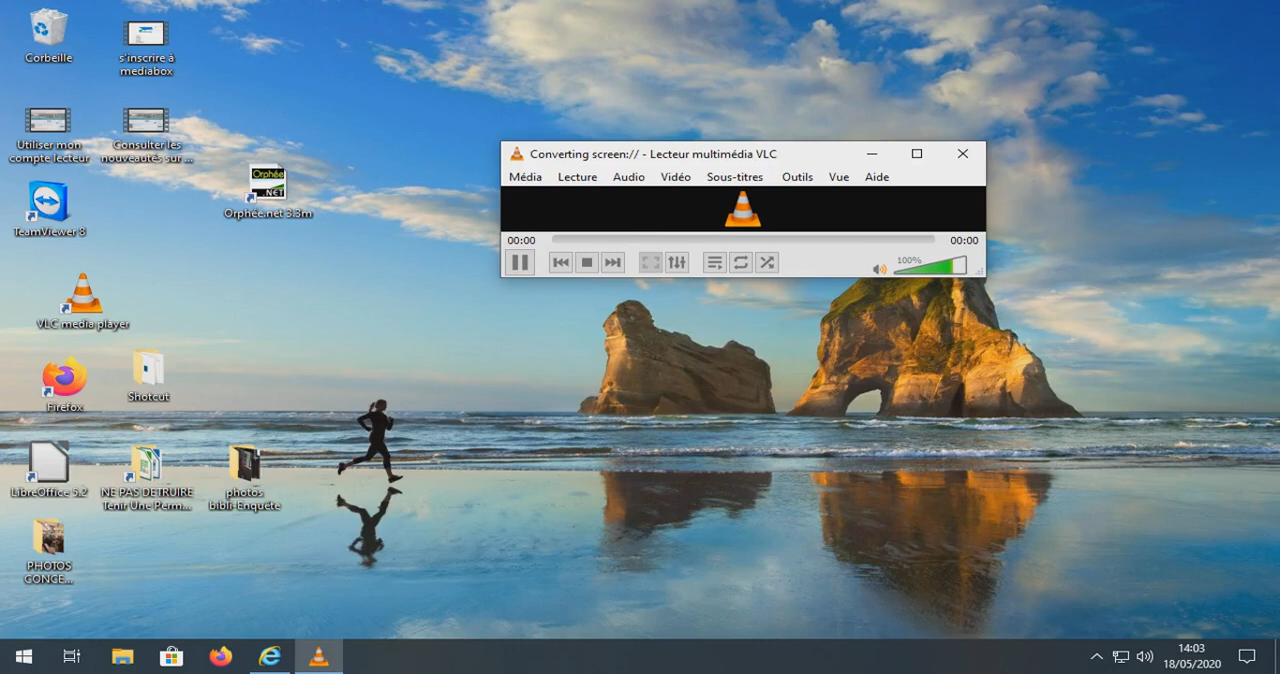 Corbeille
s'inscrire à
mediabox
Utiliser mon
compte lecteur
Consulter les
nouveautés sur ...
Orphée
.NET
Orphée.net 3.3m
TeamViewer 8
VLC media player
Firefox
Shotcut
LibreOffice 5.2
NE PAS DETRUIRE
Tenir Une Perm...
photos
bibli-Enquête
PHOTOS
CONCE...
Converting screen:// - Lecteur multimédia VLC
Média Lecture Audio Vidéo Sous-titres Outils Vue Aide
00:00 00:00
100%
14:03
18/05/2020